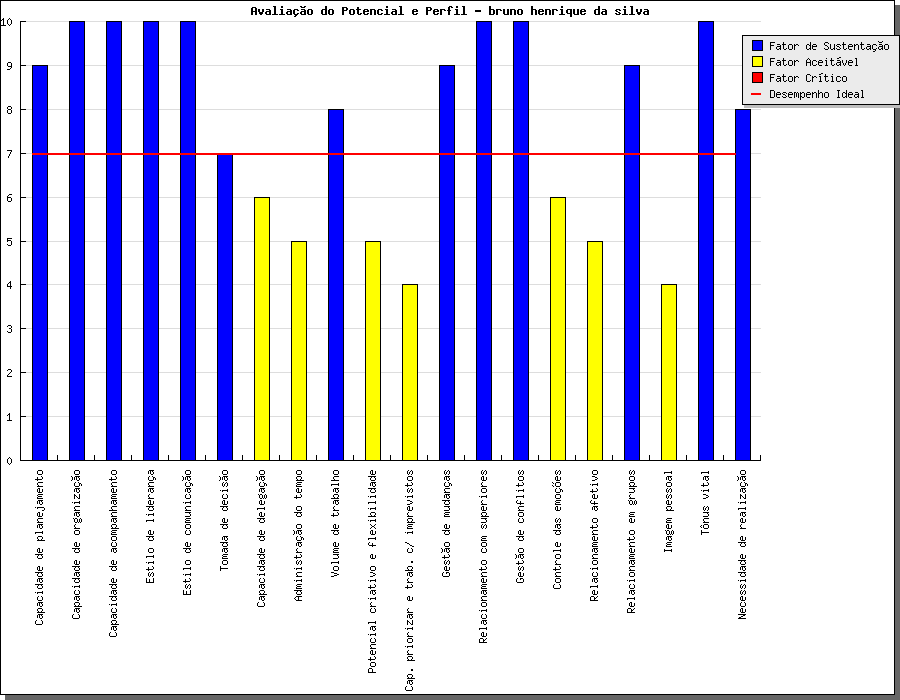 Avaliação do Potencial e Perfil - bruno henrique da silva
10
9
8
7
6
5
4
3
2
1
0
Fator de Sustentação
Fator Aceitável
Fator Crítico
Desempenho Ideal
Capacidade de planejamento
Capacidade de organização
Capacidade de acompanhamento
Estilo de liderança
Estilo de comunicação
Tomada de decisão
Capacidade de delegação
Administração do tempo
Volume de trabalho
Potencial criativo e flexibilidade
Cap. priorizar e trab. c/ imprevistos
Gestão de mudanças
Relacionamento com superiores
Gestão de conflitos
Controle das emoções
Relacionamento afetivo
Relacionamento em grupos
Imagem pessoal
Tônus vital
Necessidade de realização